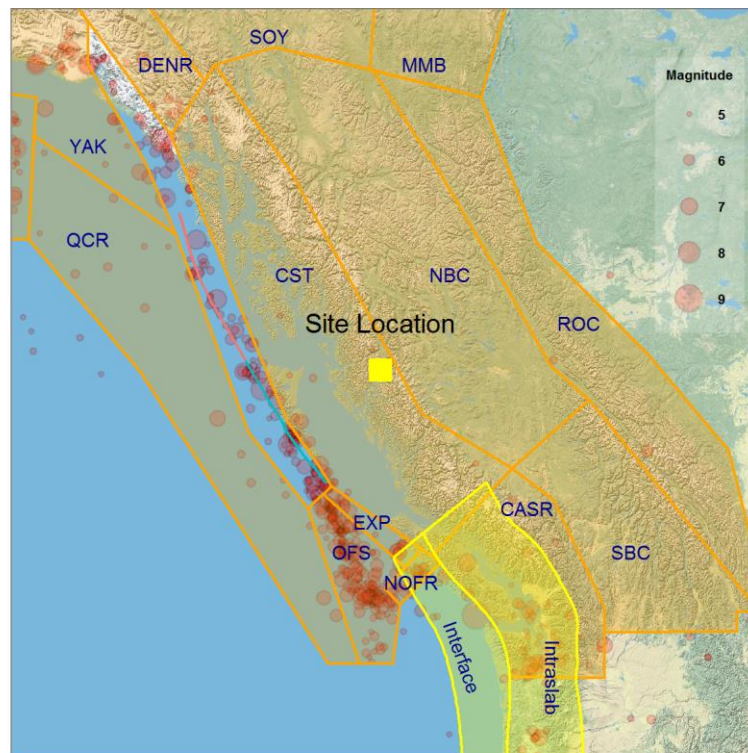 SOY
DENR
MMB
Magnitude
5
YAK
6
7
QCR
8
CST
NBC
9
Site Location
ROC
CASR
EXP
OFS
SBC
NOFR
Interface
Intraslab